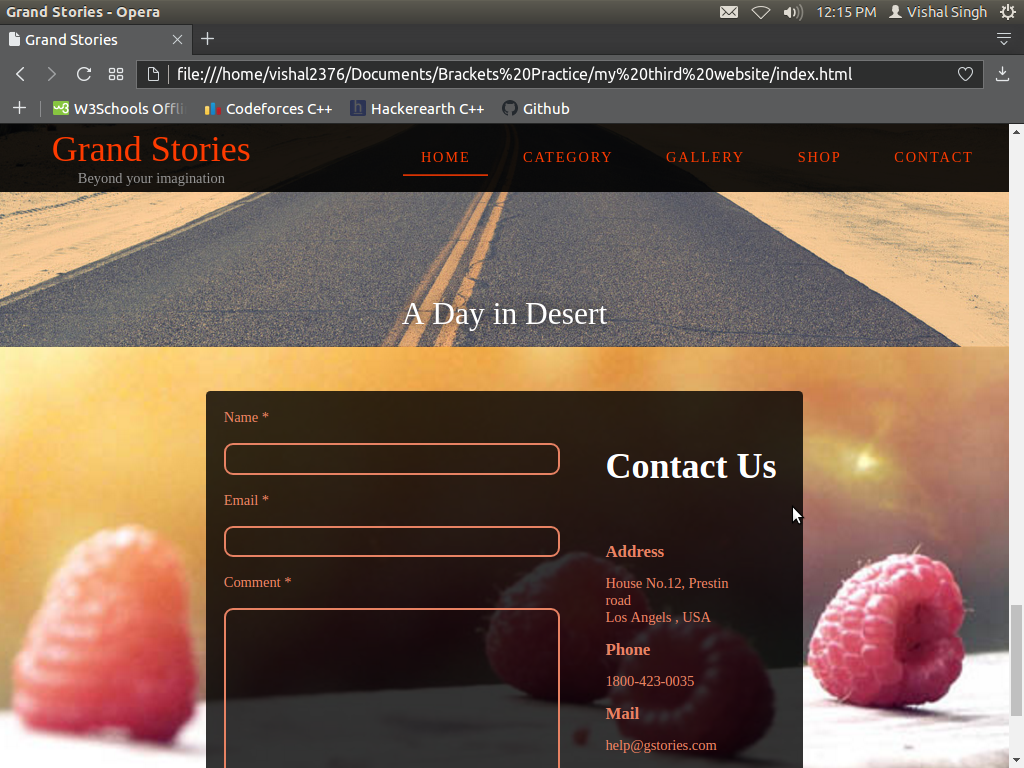 Grand Stories - Opera
12:15 PM
Vishal Singh
Grand Stories
file:///home/vishal2376/Documents/Brackets%20Practice/my%20third%20website/index.html
W3Schools Offli
Codeforces C++
Hackerearth C++
Github
Grand Stories
Beyond your imagination
HOME
CATEGORY
GALLERY
SHOP
CONTACT
A Day in Desert
Name *
Email *
Comment *
Contact Us
Address
House No.12, Prestin
road
Los Angels , USA
Phone
1800-423-0035
Mail
help@gstories.com